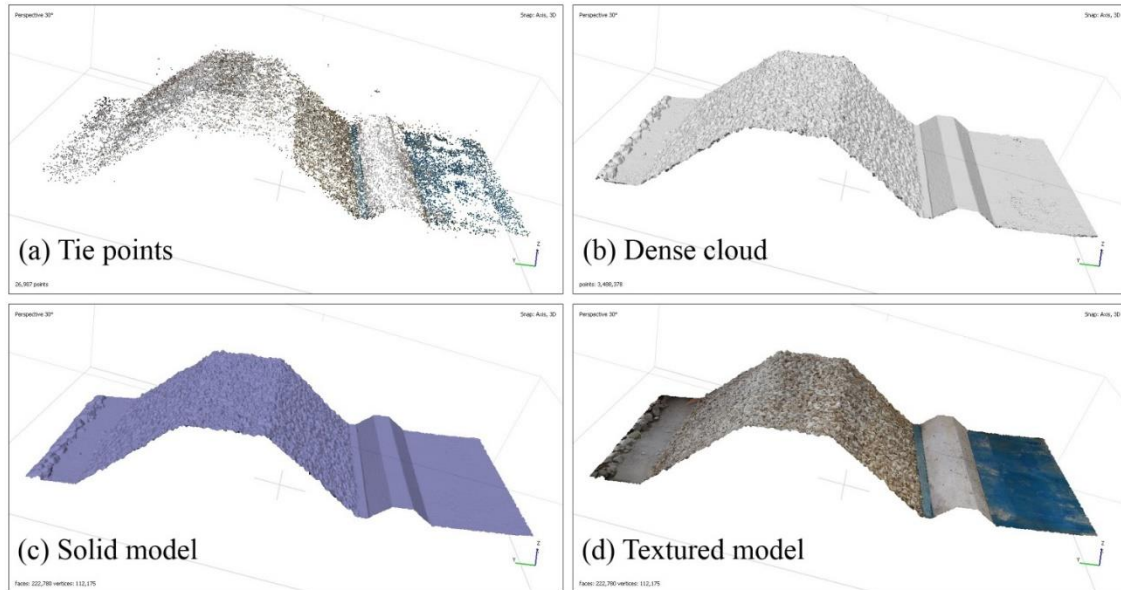 Perspective 30°
Snap: Axis, 3D
(a) Tie points
26,987 points
Z
Y
Perspective 30°
Snap: Axis, 3D
(b) Dense cloud
points: 3,488,378
Z
Y
Perspective 30°
Snap: Axis, 3D
(c) Solid model
faces: 222,780 vertices: 112,175
Z
Y
Perspective 30°
Snap: Axis, 3D
(d) Textured model
faces: 222,780 vertices: 112,175
Z
Y